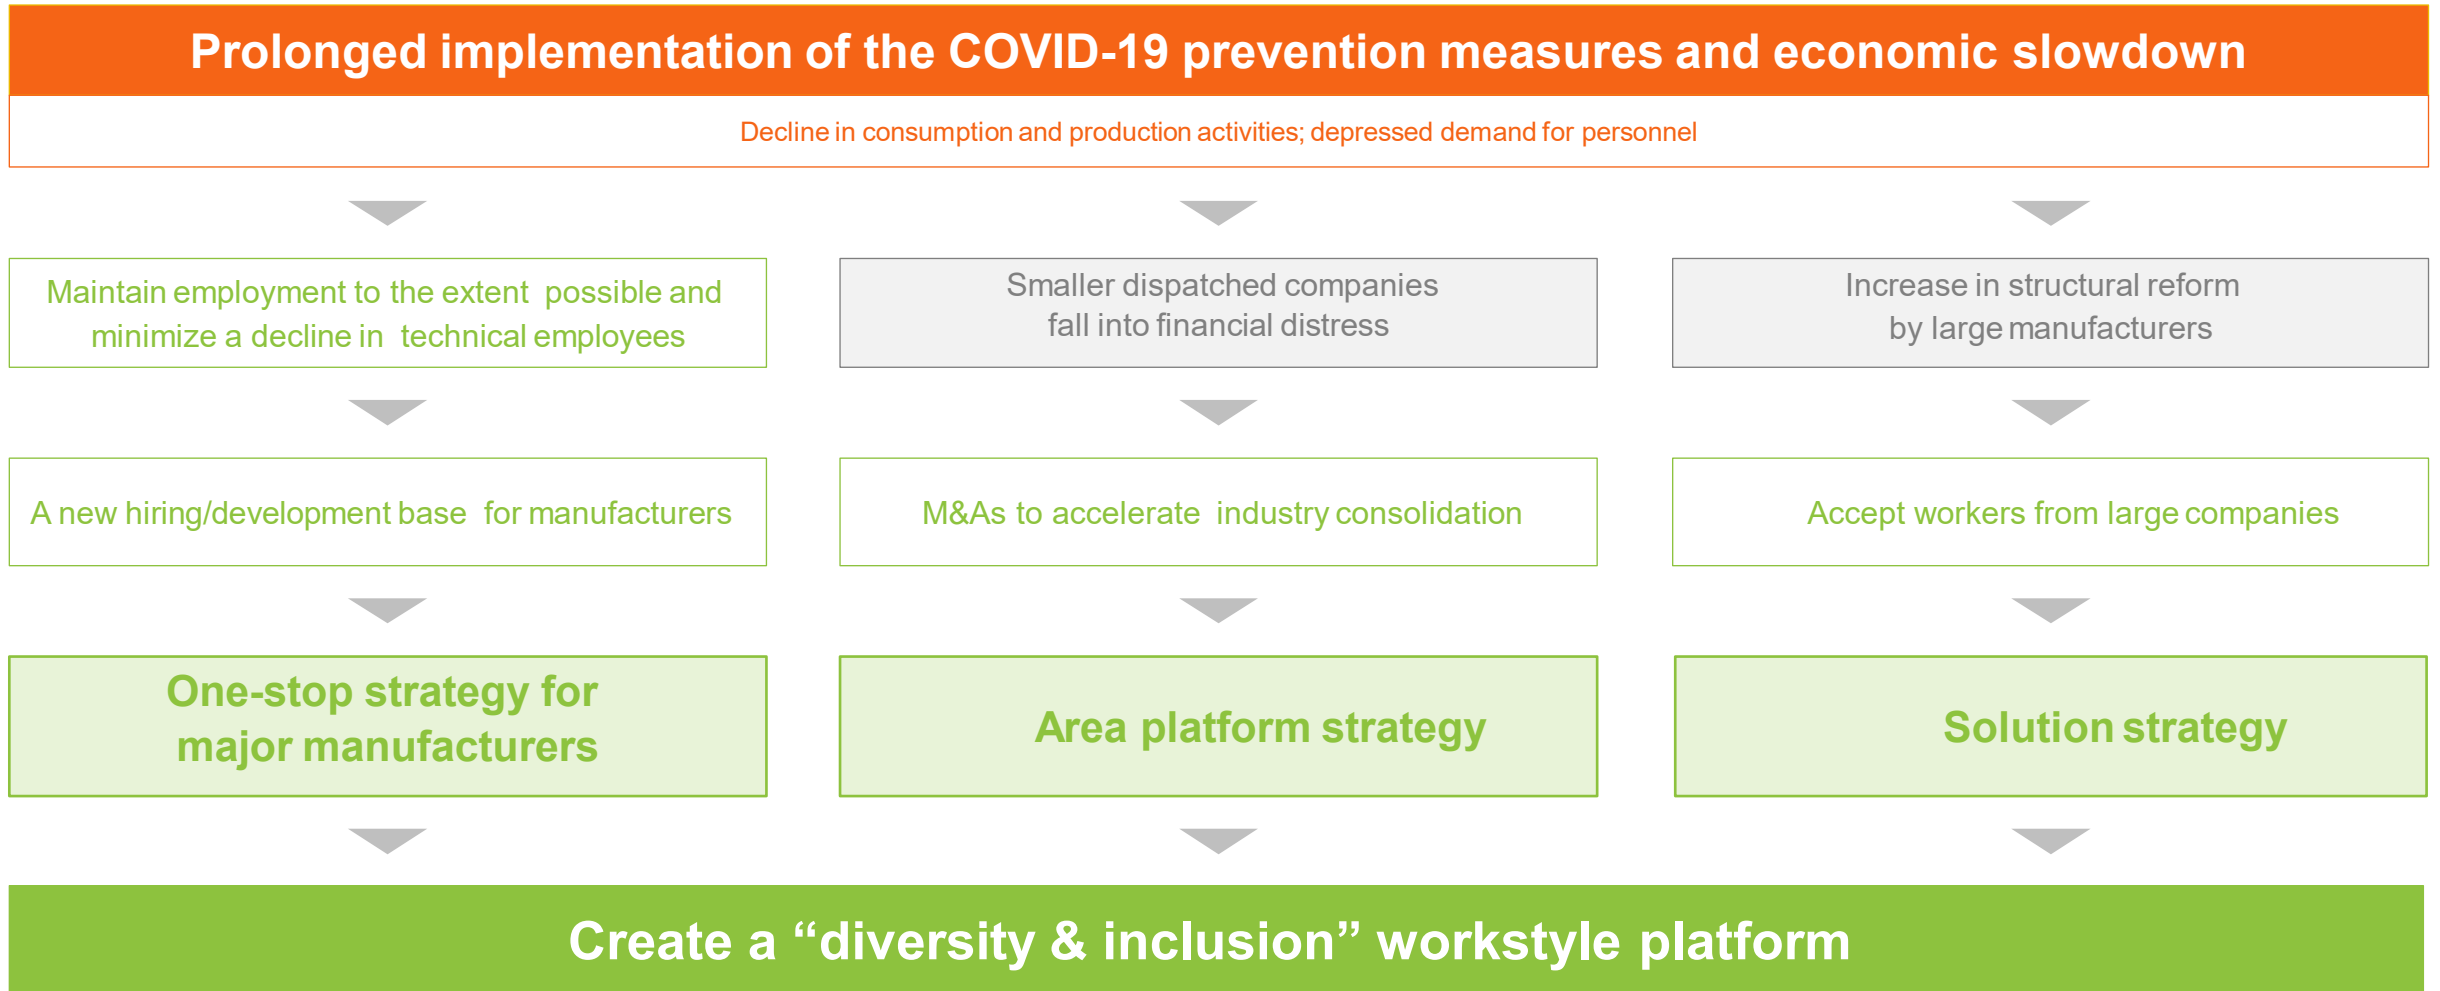 Prolonged implementation of the COVID-19 prevention measures and economic slowdown
Decline in consumption and production activities; depressed demand for personnel
Maintain employment to the extent possible and
minimize a decline in technical employees
Smaller dispatched companies
fall into financial distress
Increase in structural reform
by large manufacturers
A new hiring/development base for manufacturers
M&As to accelerate industry consolidation
Accept workers from large companies
One-stop strategy for
major manufacturers
Area platform strategy
Solution strategy
Create a “diversity & inclusion” workstyle platform